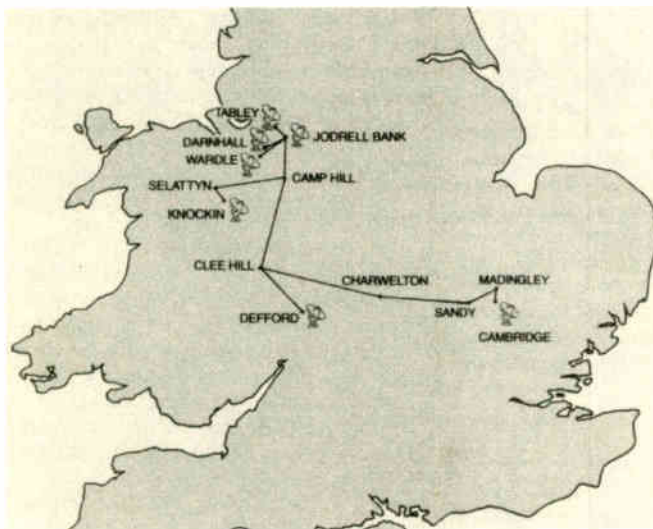 TABLEY
DARNHALL
JODRELL BANK
WARDLE
SELATTYN
CAMP HILL
KNOCKIN
CLEE HILL
CHARWELTON
MADINGLEY
DEFFORD
SANDY
CAMBRIDGE